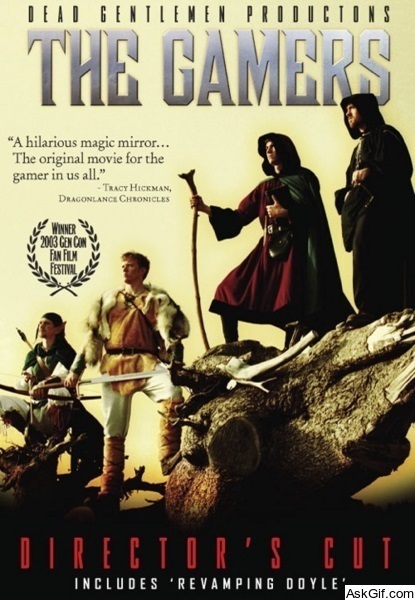 DEAD GENTLEMEN PRODUCTONS
THE GAMERS
"A hilarious magic mirror...
The original movie for the
gamer in us all."
- TRACY HICKMAN,
DRAGONLANCE CHRONICLES
WINNER
2003 GEN CON
FAN FILM
FESTIVAL
DIRECTOR'S CUT
INCLUDES 'REVAMPING DOYLE'
AskGif.com